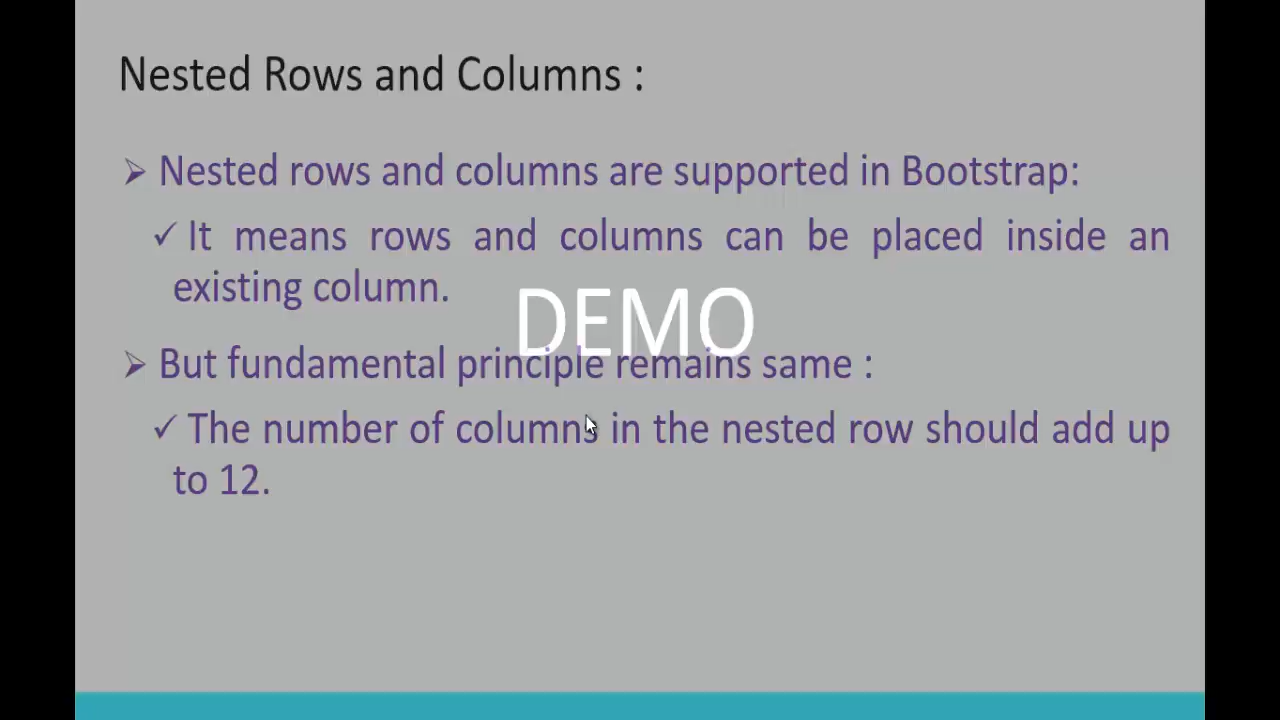 Nested Rows and Columns :
➢ Nested rows and columns are supported in Bootstrap:
✓ It means rows and columns can be placed inside an
existing column.
DEMO
➢ But fundamental principle remains same :
✓ The number of columns in the nested row should add up
to 12.